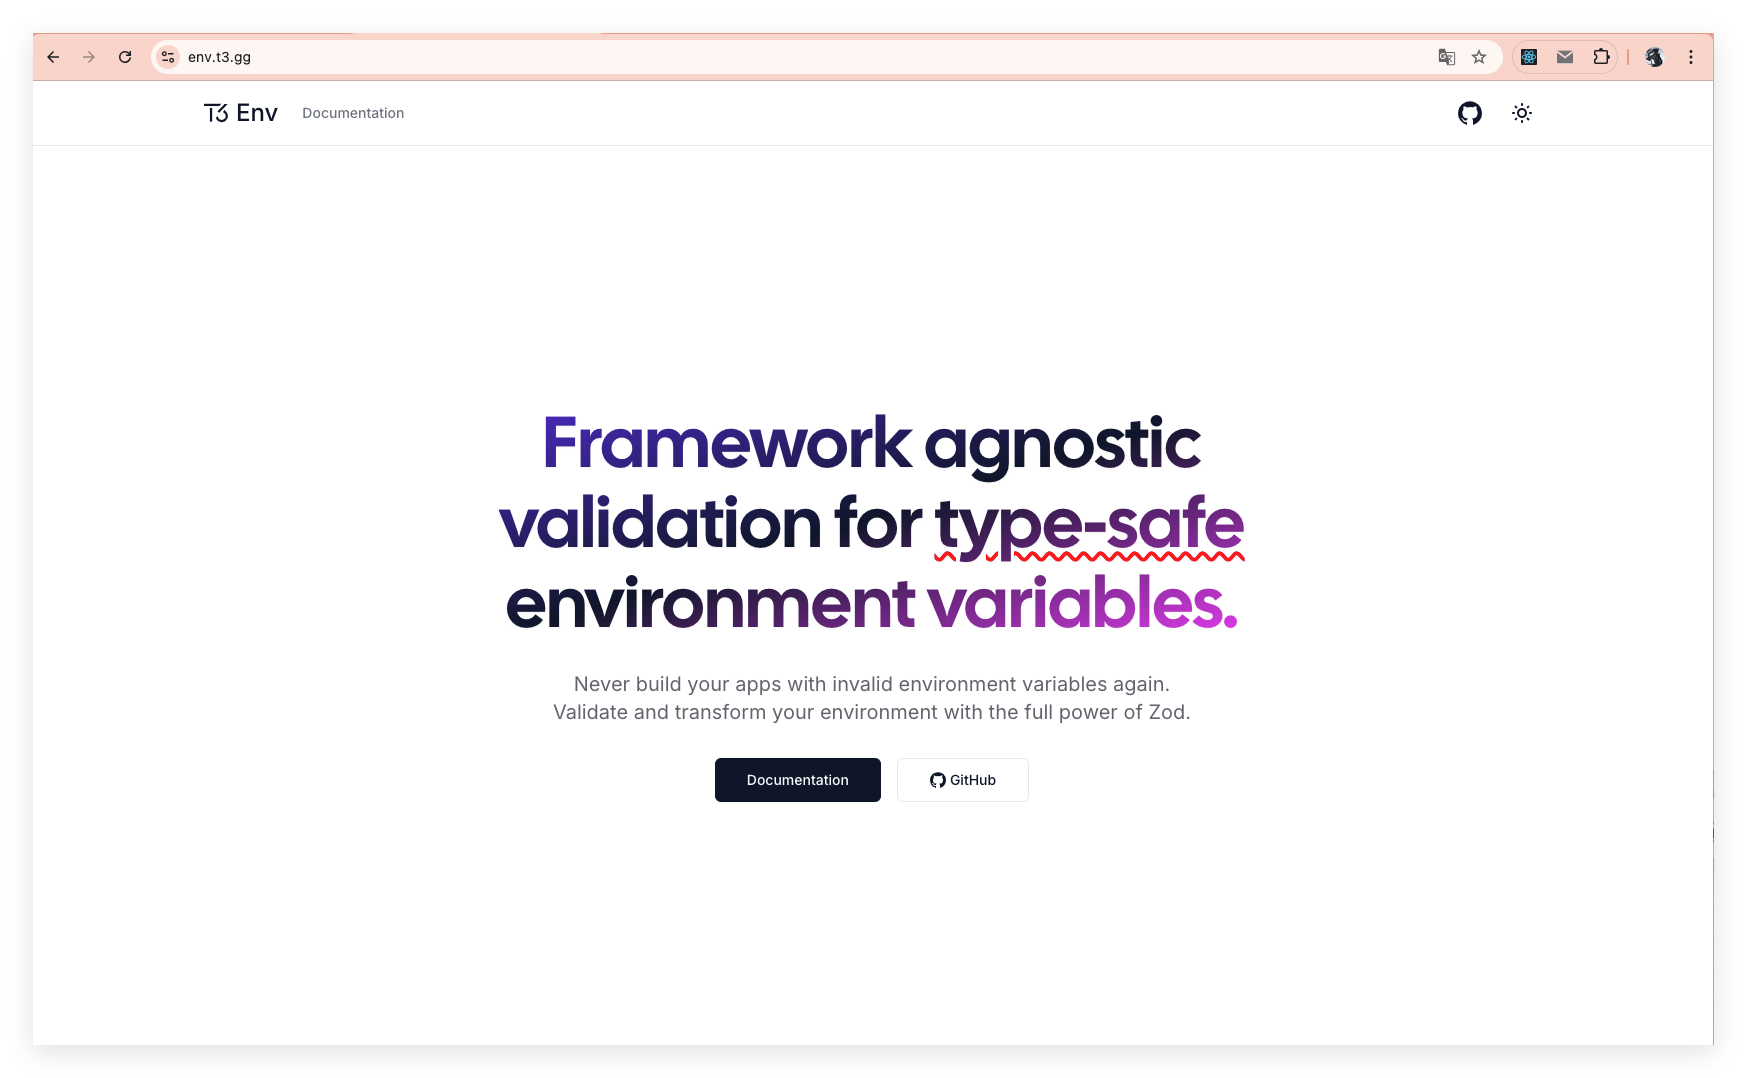 env.t3.gg
T3 Env
Documentation
Framework agnostic
validation for type-safe
environment variables.
Never build your apps with invalid environment variables again.
Validate and transform your environment with the full power of Zod.
Documentation
GitHub